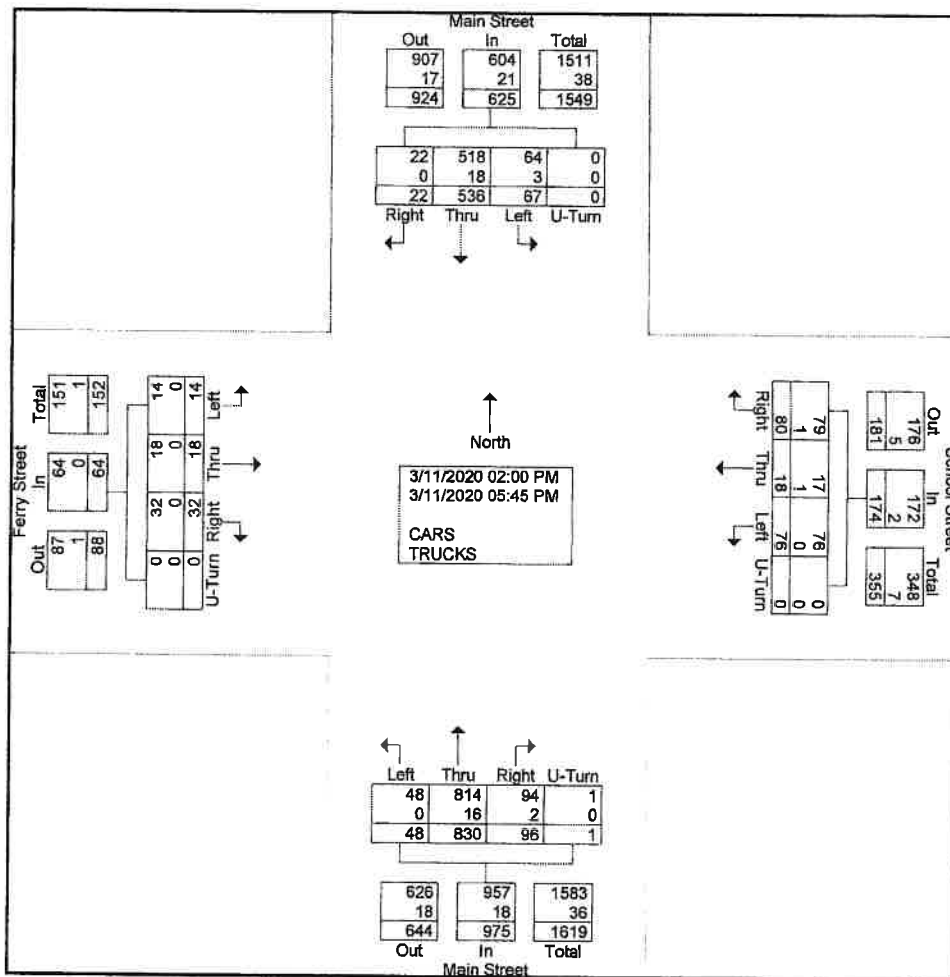 Main Street
Out In Total
907 604 1511
17 21 38
924 625 1549
22 518 64 0
0 18 3 0
22 536 67 0
Right Thru Left U-Turn
Ferry Street
Total In Out
151 64 87
1 0 1
152 64 88
14 18 32 0
0 0 0 0
14 18 32 0
Left Thru Right U-Turn
North
3/11/2020 02:00 PM
3/11/2020 05:45 PM
CARS
TRUCKS
Right Thru Left U-Turn
79 17 76 0
1 1 0 0
80 18 76 0
Out In Total
176 172 348
5 2 7
181 174 355
Left Thru Right U-Turn
48 814 94 1
0 16 2 0
48 830 96 1
626 957 1583
18 18 36
644 975 1619
Out In Total
Main Street